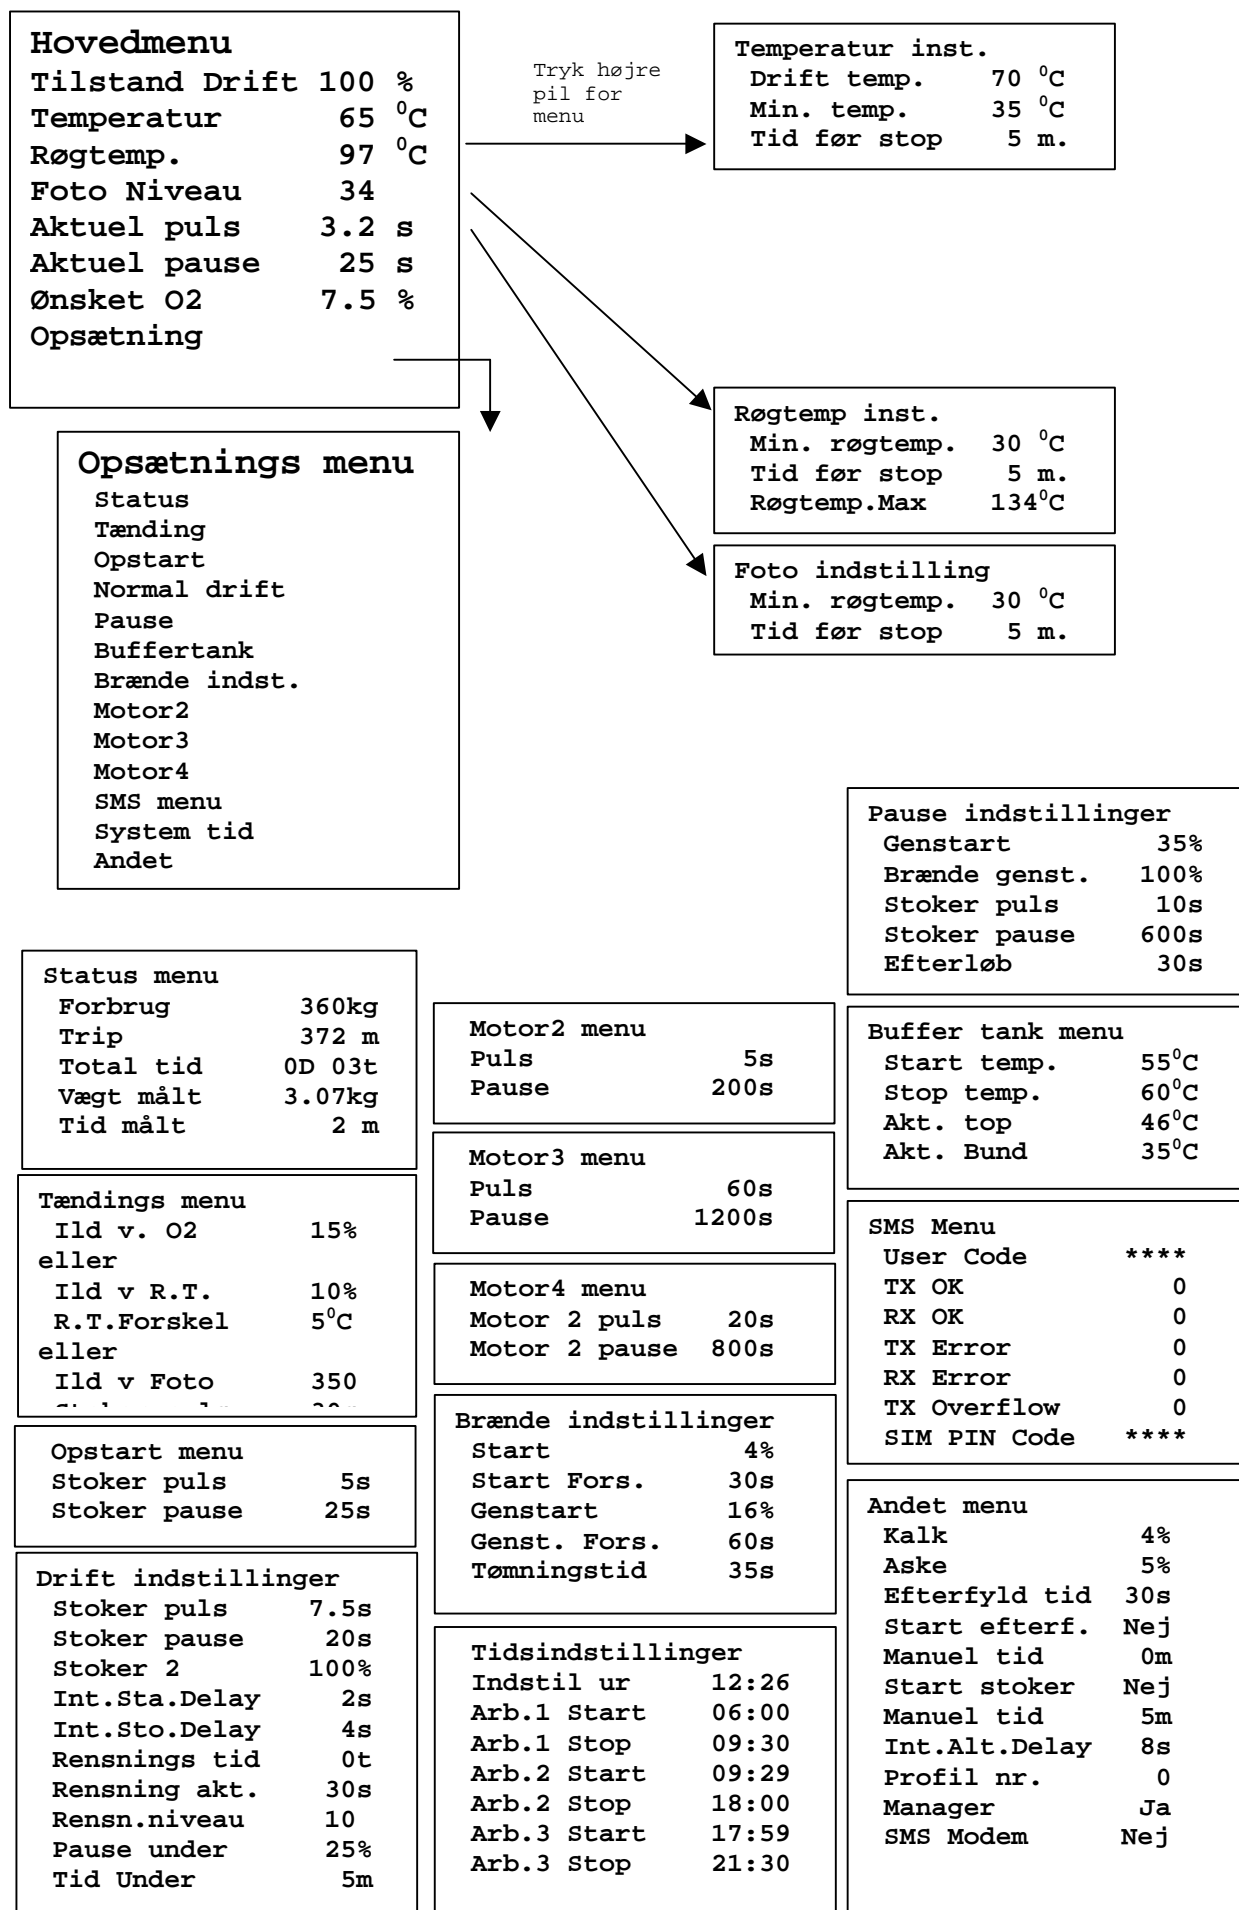 Hovedmenu
Tilstand Drift 100 %
Temperatur 65 ⁰C
Røgtemp. 97 ⁰C
Foto Niveau 34
Aktuel puls 3.2 s
Aktuel pause 25 s
Ønsket O2 7.5 %
Opsætning
Tryk højre
pil for
menu
Temperatur inst.
Drift temp. 70 ⁰C
Min. temp. 35 ⁰C
Tid før stop 5 m.
Røgtemp inst.
Min. røgtemp. 30 ⁰C
Tid før stop 5 m.
Røgtemp.Max 134⁰C
Foto indstilling
Min. røgtemp. 30 ⁰C
Tid før stop 5 m.
Opsætnings menu
Status
Tænding
Opstart
Normal drift
Pause
Buffertank
Brænde indst.
Motor2
Motor3
Motor4
SMS menu
System tid
Andet
Status menu
Forbrug 360kg
Trip 372 m
Total tid 0D 03t
Vægt målt 3.07kg
Tid målt 2 m
Tændings menu
Ild v. O2 15%
eller
Ild v R.T. 10%
R.T.Forskel 5⁰C
eller
Ild v Foto 350
Opstart menu
Stoker puls 5s
Stoker pause 25s
Drift indstillinger
Stoker puls 7.5s
Stoker pause 20s
Stoker 2 100%
Int.Sta.Delay 2s
Int.Sto.Delay 4s
Rensnings tid 0t
Rensning akt. 30s
Rensn.niveau 10
Pause under 25%
Tid Under 5m
Motor2 menu
Puls 5s
Pause 200s
Motor3 menu
Puls 60s
Pause 1200s
Motor4 menu
Motor 2 puls 20s
Motor 2 pause 800s
Brænde indstillinger
Start 4%
Start Fors. 30s
Genstart 16%
Genst. Fors. 60s
Tømningstid 35s
Tidsindstillinger
Indstil ur 12:26
Arb.1 Start 06:00
Arb.1 Stop 09:30
Arb.2 Start 09:29
Arb.2 Stop 18:00
Arb.3 Start 17:59
Arb.3 Stop 21:30
Pause indstillinger
Genstart 35%
Brænde genst. 100%
Stoker puls 10s
Stoker pause 600s
Efterløb 30s
Buffer tank menu
Start temp. 55⁰C
Stop temp. 60⁰C
Akt. top 46⁰C
Akt. Bund 35⁰C
SMS Menu
User Code ****
TX OK 0
RX OK 0
TX Error 0
RX Error 0
TX Overflow 0
SIM PIN Code ****
Andet menu
Kalk 4%
Aske 5%
Efterfyld tid 30s
Start efterf. Nej
Manuel tid 0m
Start stoker Nej
Manuel tid 5m
Int.Alt.Delay 8s
Profil nr. 0
Manager Ja
SMS Modem Nej